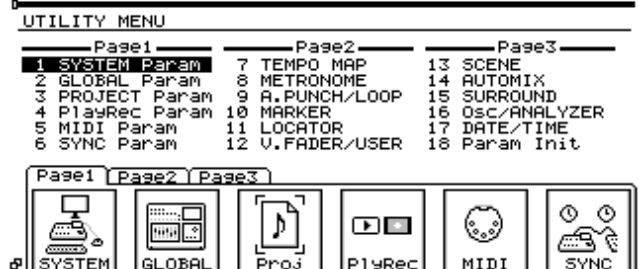 UTILITY MENU
Page1 Page2 Page3
1 SYSTEM Param 7 TEMPO MAP 13 SCENE
2 GLOBAL Param 8 METRONOME 14 AUTOMIX
3 PROJECT Param 9 A.PUNCH/LOOP 15 SURROUND
4 PlayRec Param 10 MARKER 16 Osc/ANALYZER
5 MIDI Param 11 LOCATOR 17 DATE/TIME
6 SYNC Param 12 V.FADER/USER 18 Param Init
Page1 Page2 Page3
SYSTEM GLOBAL Proj PlyRec MIDI SYNC